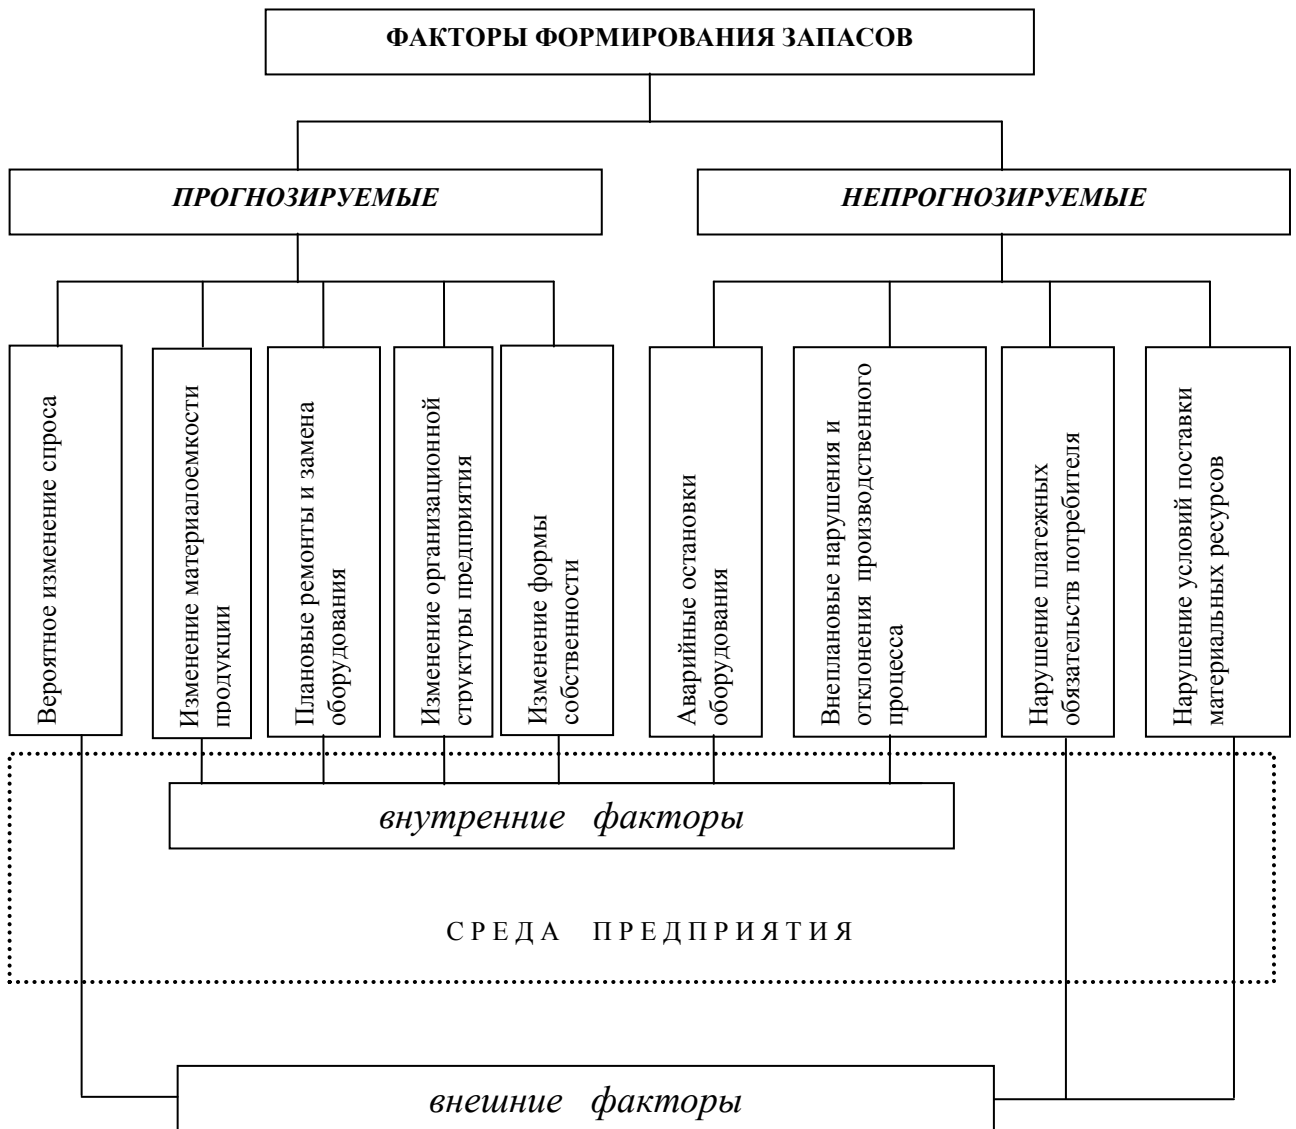 ФАКТОРЫ ФОРМИРОВАНИЯ ЗАПАСОВ
ПРОГНОЗИРУЕМЫЕ
НЕПРОГНОЗИРУЕМЫЕ
Вероятное изменение спроса
Изменение материалоемкости
продукции
Плановые ремонты и замена
оборудования
Изменение организационной
структуры предприятия
Изменение формы
собственности
Аварийные остановки
оборудования
Внеплановые нарушения и
отклонения производственного
процесса
Нарушение платежных
обязательств потребителя
Нарушение условий поставки
материальных ресурсов
внутренние факторы
СРЕДА ПРЕДПРИЯТИЯ
внешние факторы